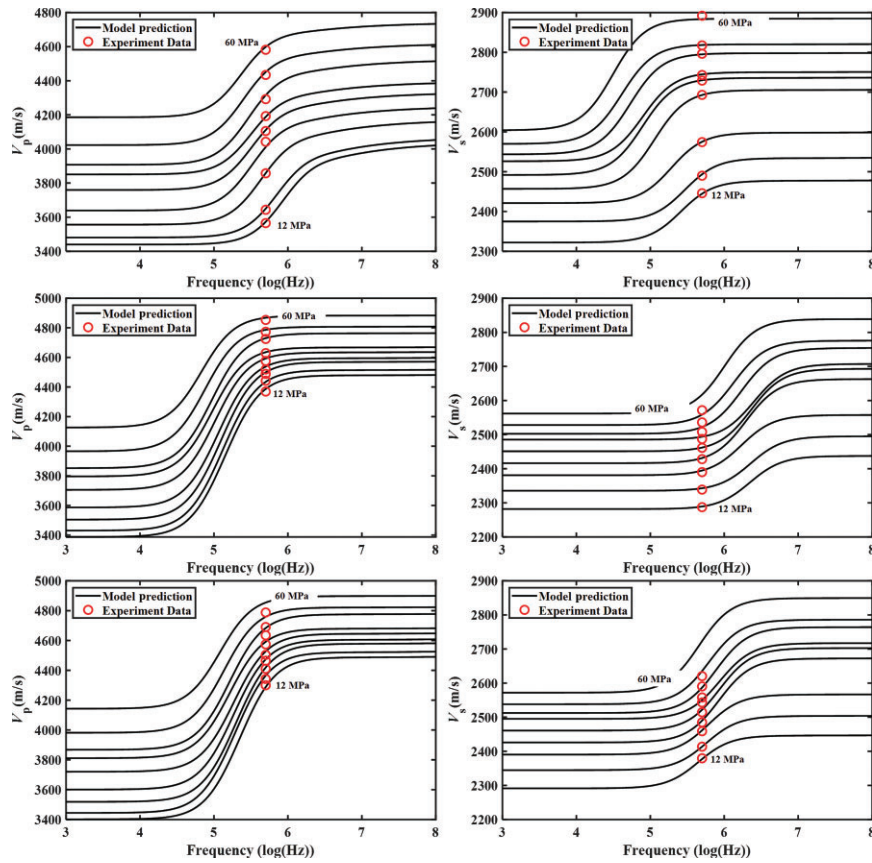 4800
4600
4400
4200
4000
3800
3600
3400
V_p (m/s)
Model prediction
Experiment Data
60 MPa
12 MPa
4 5 6 7 8
Frequency (log(Hz))
2900
2800
2700
2600
2500
2400
2300
V_s (m/s)
Model prediction
Experiment Data
60 MPa
12 MPa
3 4 5 6 7 8
Frequency (log(Hz))
5000
4800
4600
4400
4200
4000
3800
3600
3400
V_p (m/s)
Model prediction
Experiment Data
60 MPa
12 MPa
3 4 5 6 7 8
Frequency (log(Hz))
2900
2800
2700
2600
2500
2400
2300
2200
V_s (m/s)
Model prediction
Experiment Data
60 MPa
12 MPa
3 4 5 6 7 8
Frequency (log(Hz))
5000
4800
4600
4400
4200
4000
3800
3600
3400
V_p (m/s)
Model prediction
Experiment Data
60 MPa
12 MPa
3 4 5 6 7 8
Frequency (log(Hz))
2900
2800
2700
2600
2500
2400
2300
2200
V_s (m/s)
Model prediction
Experiment Data
60 MPa
12 MPa
3 4 5 6 7 8
Frequency (log(Hz))